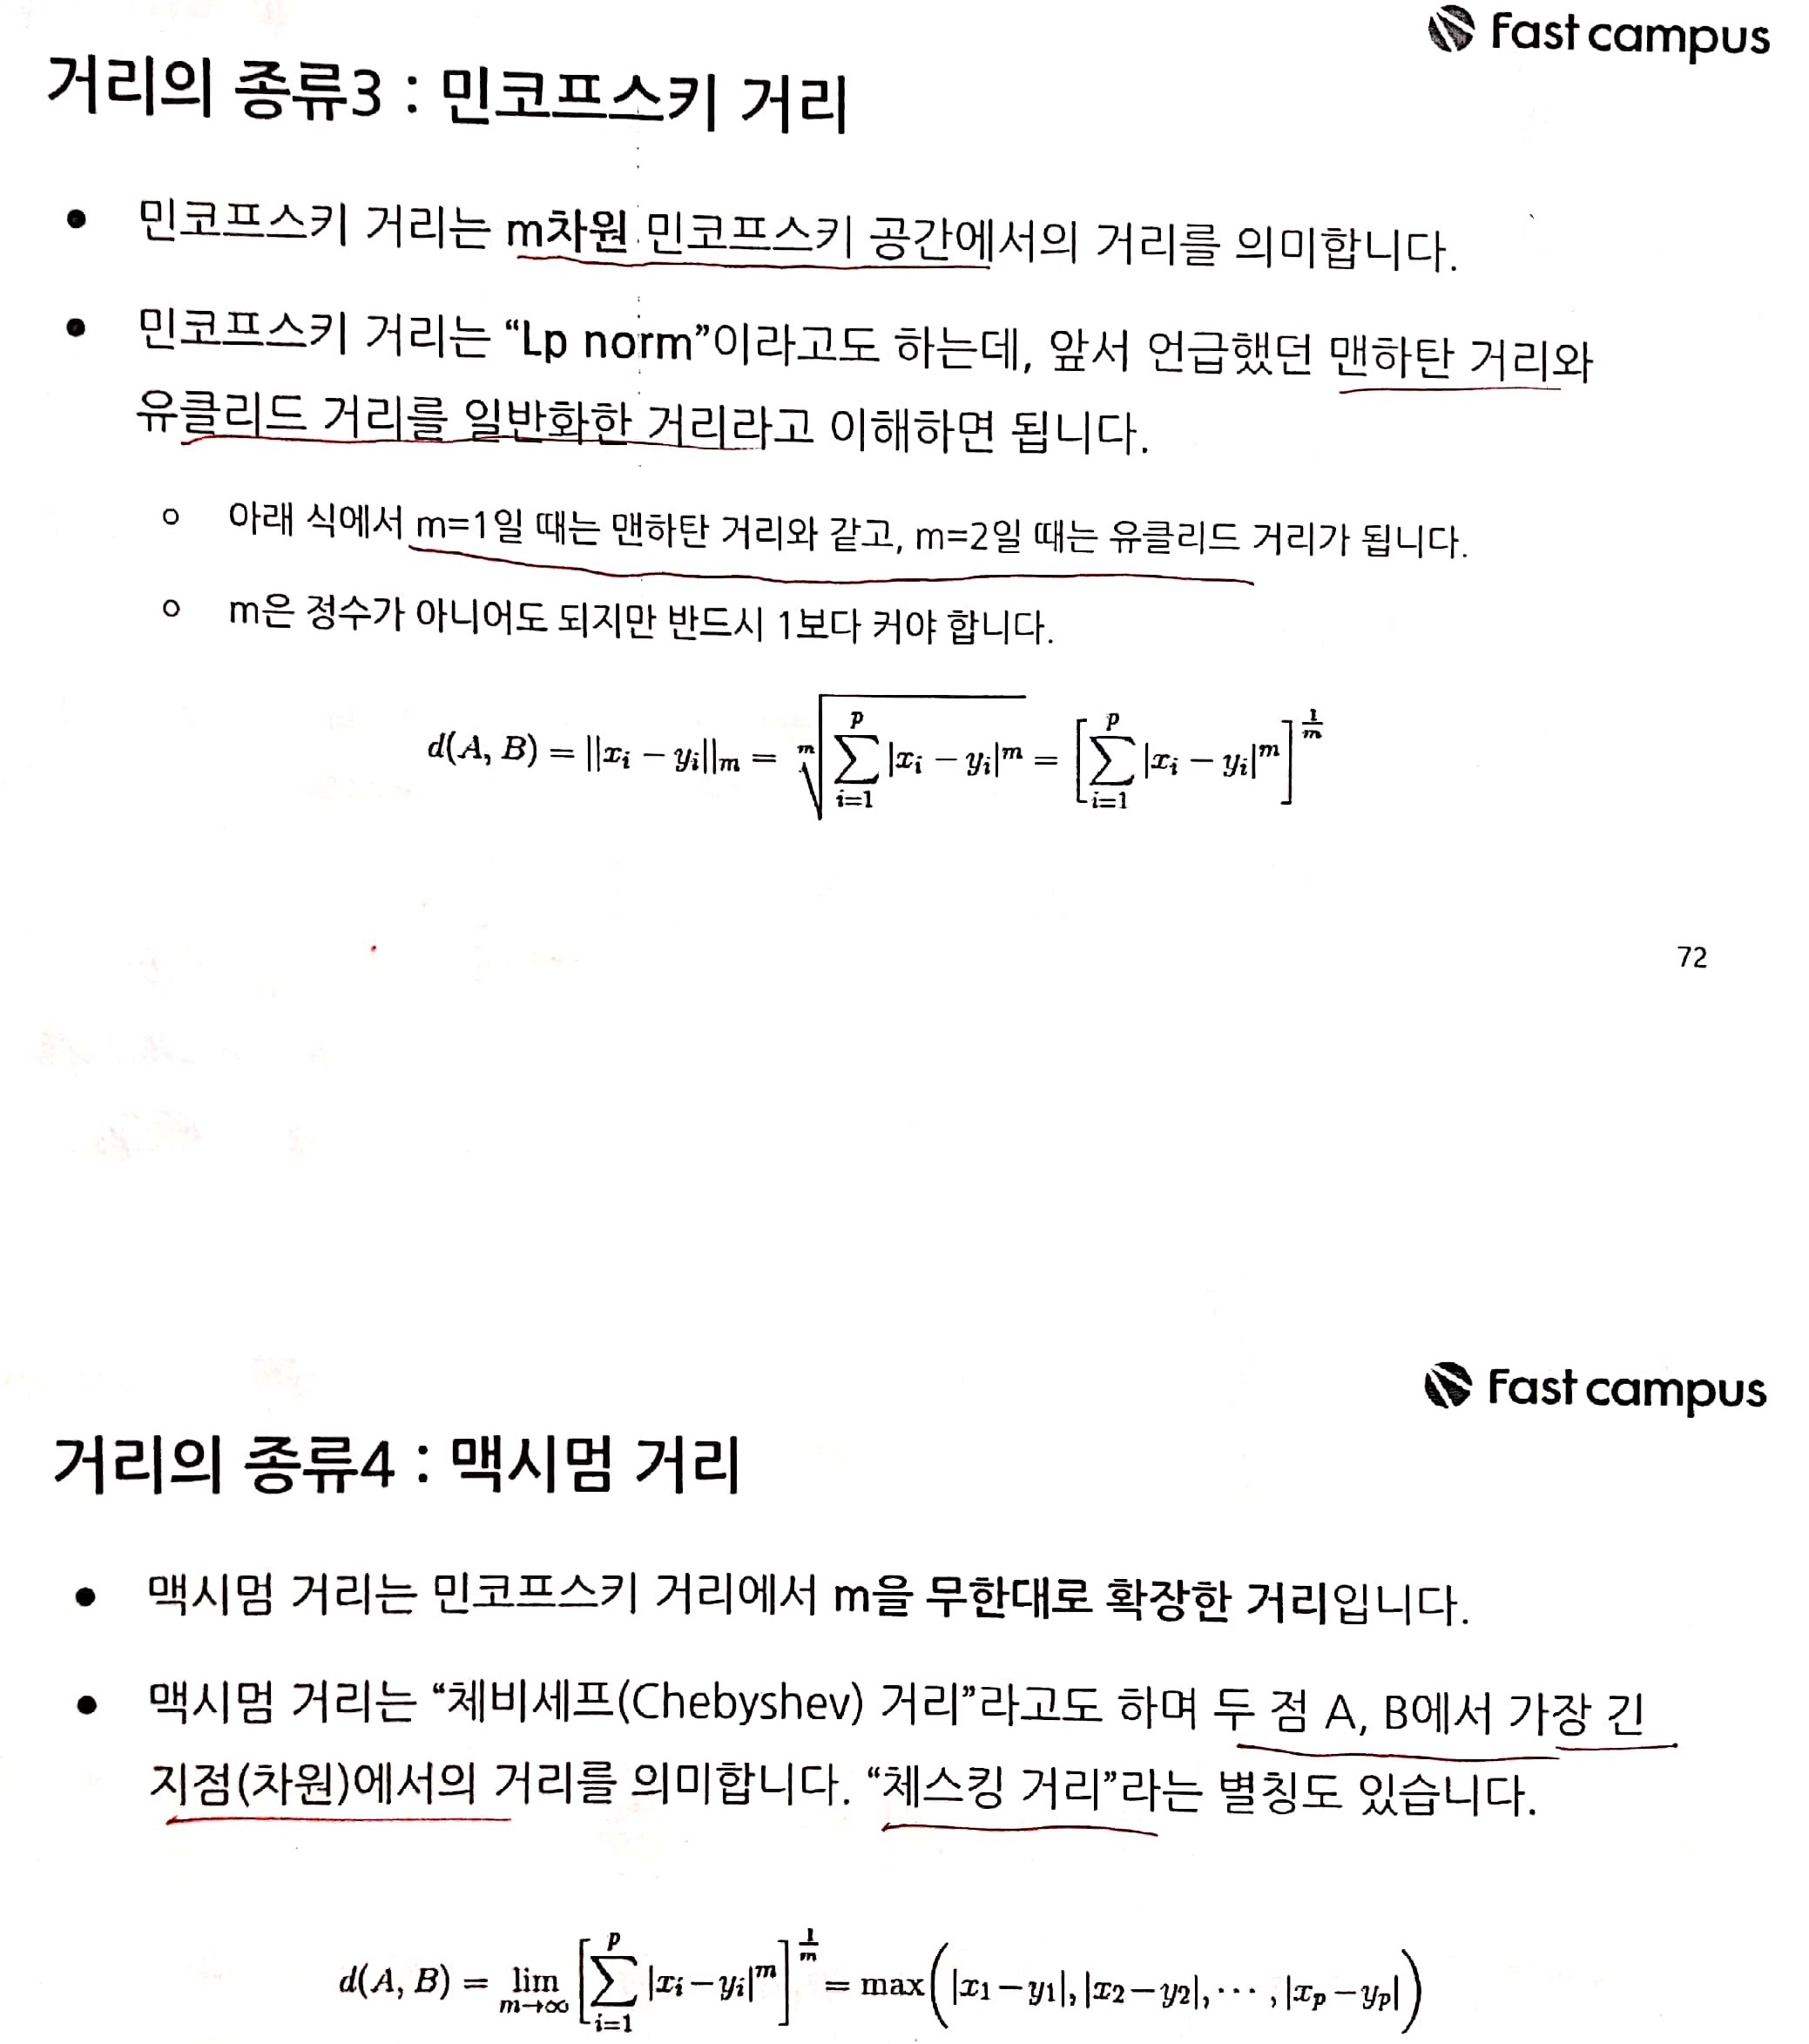 Fast campus
거리의 종류3 : 민코프스키 거리
● 민코프스키 거리는 m차원 민코프스키 공간에서의 거리를 의미합니다.
● 민코프스키 거리는 “Lp norm”이라고도 하는데, 앞서 언급했던 맨하탄 거리와
유클리드 거리를 일반화한 거리라고 이해하면 됩니다.
○ 아래 식에서 m=1일 때는 맨하탄 거리와 같고, m=2일 때는 유클리드 거리가 됩니다.
○ m은 정수가 아니어도 되지만 반드시 1보다 커야 합니다.
$d(A, B) = ||x_i - y_i||_m = \sqrt[m]{\sum_{i=1}^{p} |x_i - y_i|^m} = \left[\sum_{i=1}^{p} |x_i - y_i|^m\right]^{\frac{1}{m}}$
72
Fast campus
거리의 종류4 : 맥시멈 거리
● 맥시멈 거리는 민코프스키 거리에서 m을 무한대로 확장한 거리입니다.
● 맥시멈 거리는 “체비세프(Chebyshev) 거리”라고도 하며 두 점 A, B에서 가장 긴
지점(차원)에서의 거리를 의미합니다. “체스킹 거리”라는 별칭도 있습니다.
$d(A, B) = \lim_{m \to \infty} \left[\sum_{i=1}^{p} |x_i - y_i|^m\right]^{\frac{1}{m}} = \max\left(|x_1 - y_1|, |x_2 - y_2|, \cdots, |x_p - y_p|\right)$